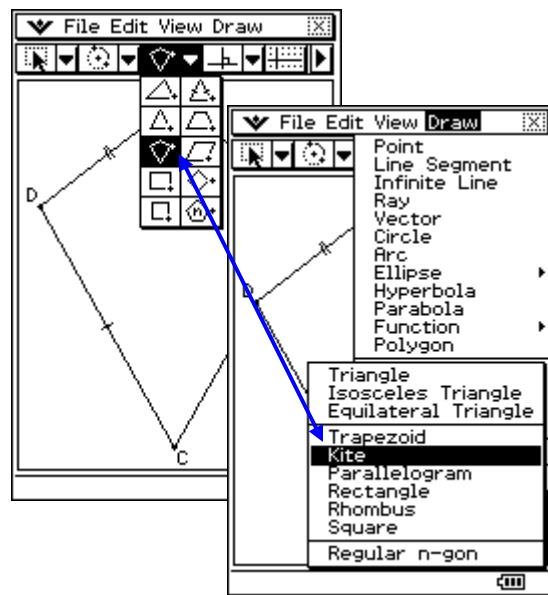 File Edit View Draw
D
C
File Edit View Draw
Point
Line Segment
Infinite Line
Ray
Vector
Circle
Arc
Ellipse
Hyperbola
Parabola
Function
Polygon
D
Triangle
Isosceles Triangle
Equilateral Triangle
Trapezoid
Kite
Parallelogram
Rectangle
Rhombus
Square
Regular n-gon